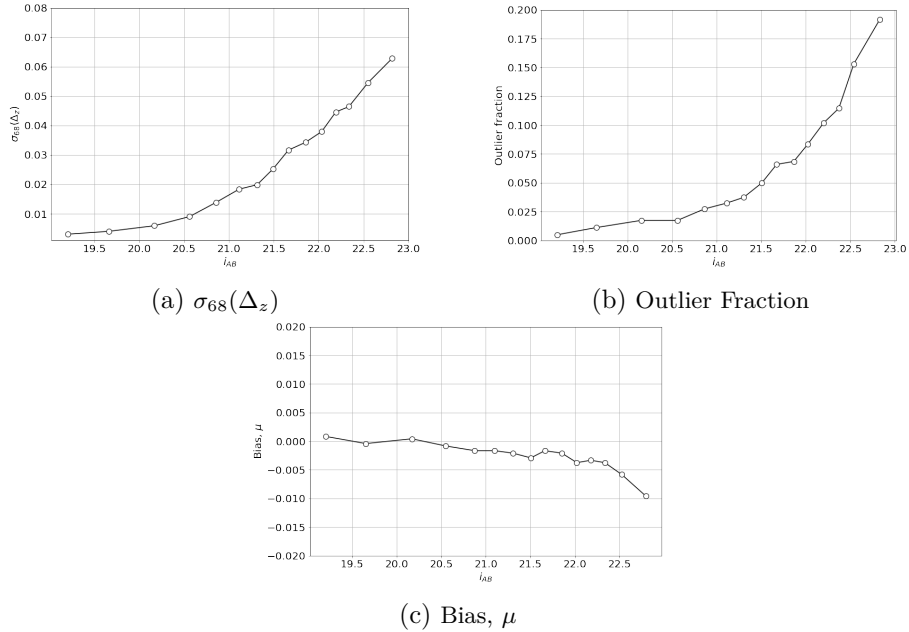 0.08
0.07
0.06
0.05
0.04
0.03
0.02
0.01
σ68(Δz)
19.5 20.0 20.5 21.0 21.5 22.0 22.5 23.0
iAB
(a) σ68(Δz)
0.200
0.175
0.150
0.125
0.100
0.075
0.050
0.025
0.000
Outlier fraction
19.5 20.0 20.5 21.0 21.5 22.0 22.5 23.0
iAB
(b) Outlier Fraction
0.020
0.015
0.010
0.005
0.000
−0.005
−0.010
−0.015
−0.020
Bias, μ
19.5 20.0 20.5 21.0 21.5 22.0 22.5
iAB
(c) Bias, μ